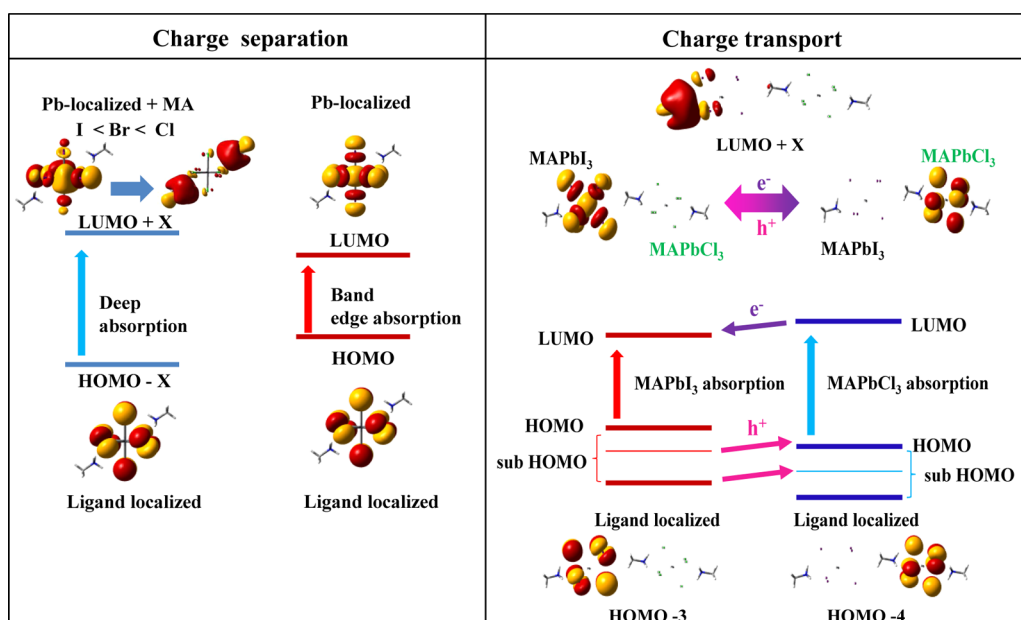 Charge separation
Pb-localized + MA
I < Br < Cl
LUMO + X
Deep
absorption
HOMO - X
Ligand localized
Pb-localized
LUMO
Band
edge absorption
HOMO
Ligand localized
Charge transport
LUMO + X
MAPbI₃
MAPbCl₃
e⁻
h⁺
MAPbCl₃
MAPbI₃
e⁻
LUMO
LUMO
MAPbI₃ absorption
MAPbCl₃ absorption
HOMO
h⁺
HOMO
sub HOMO
sub HOMO
Ligand localized
Ligand localized
HOMO -3
HOMO -4